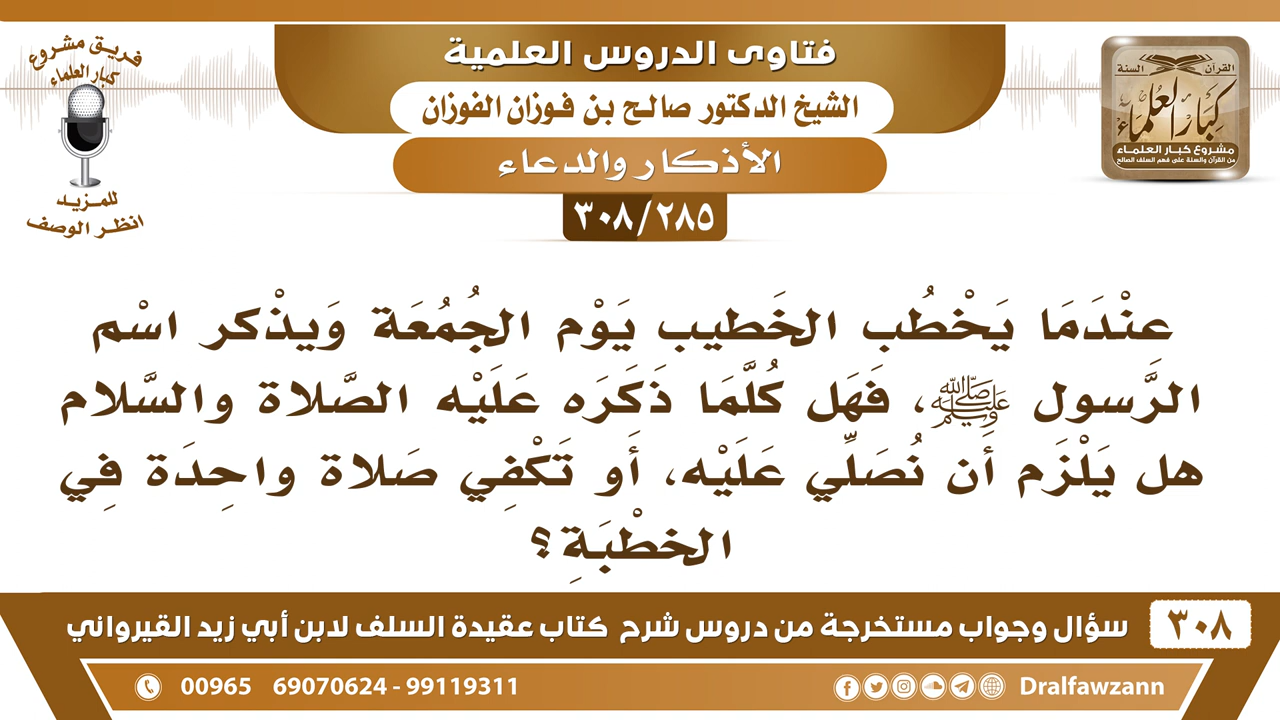 فتاوى الدروس العلمية
الشيخ الدكتور صالح بن فوزان الفوزان
الأذكار والدعاء
٣٠٨/٢٨٥
القرآن السنة
كبار العلماء
مشروع كبار العلماء
من القرآن والسنة على فهم السلف الصالح
فريق مشروع
كبار العلماء
للمزيد
انظر الوصف
عِنْدَمَا يَخْطُب الخَطيب يَوْم الجُمُعَة وَيذْكر اسْم
الرَّسول ﷺ، فَهَل كُلَّمَا ذَكَرَه عَلَيْه الصَّلاة والسَّلام
هل يَلْزَم أَن نُصَلِّي عَلَيْه، أَو تَكْفِي صَلاة واحِدَة فِي
الخطْبَةِ؟
٣٠٨ سؤال وجواب مستخرجة من دروس شرح كتاب عقيدة السلف لابن أبي زيد القيرواني
00965 69070624 - 99119311
Dralfawzann